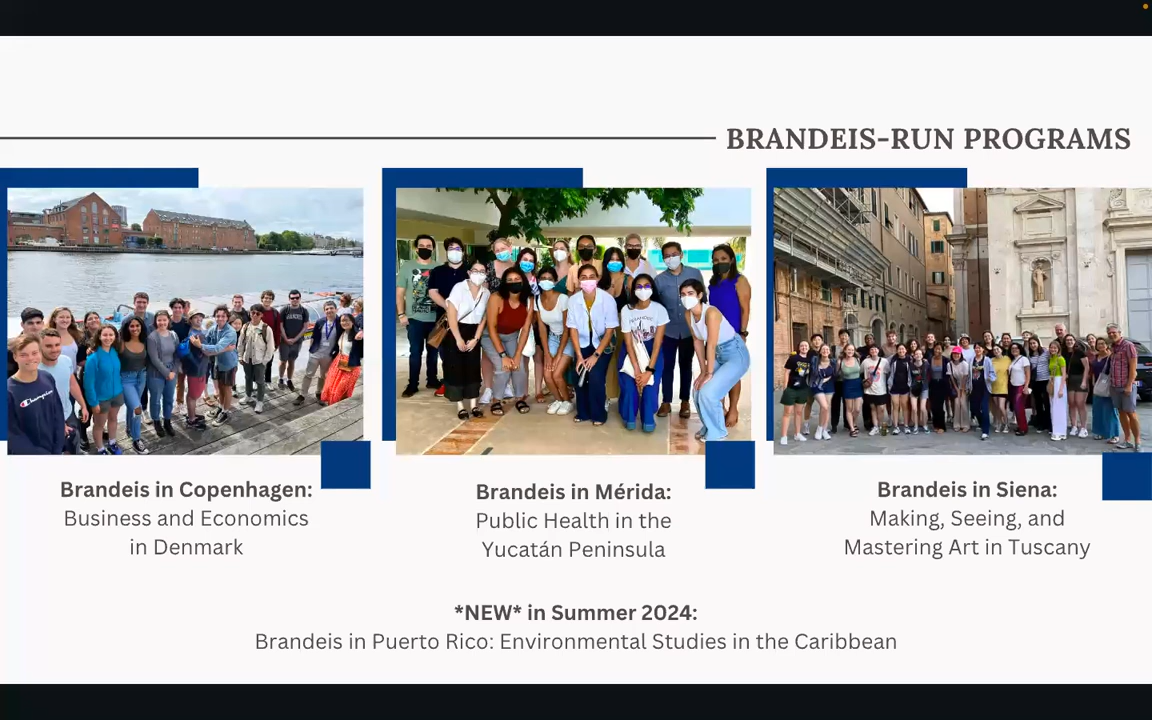 BRANDEIS-RUN PROGRAMS
Champion
Brandeis in Copenhagen:
Business and Economics
in Denmark
Brandeis in Mérida:
Public Health in the
Yucatán Peninsula
Brandeis in Siena:
Making, Seeing, and
Mastering Art in Tuscany
*NEW* in Summer 2024:
Brandeis in Puerto Rico: Environmental Studies in the Caribbean